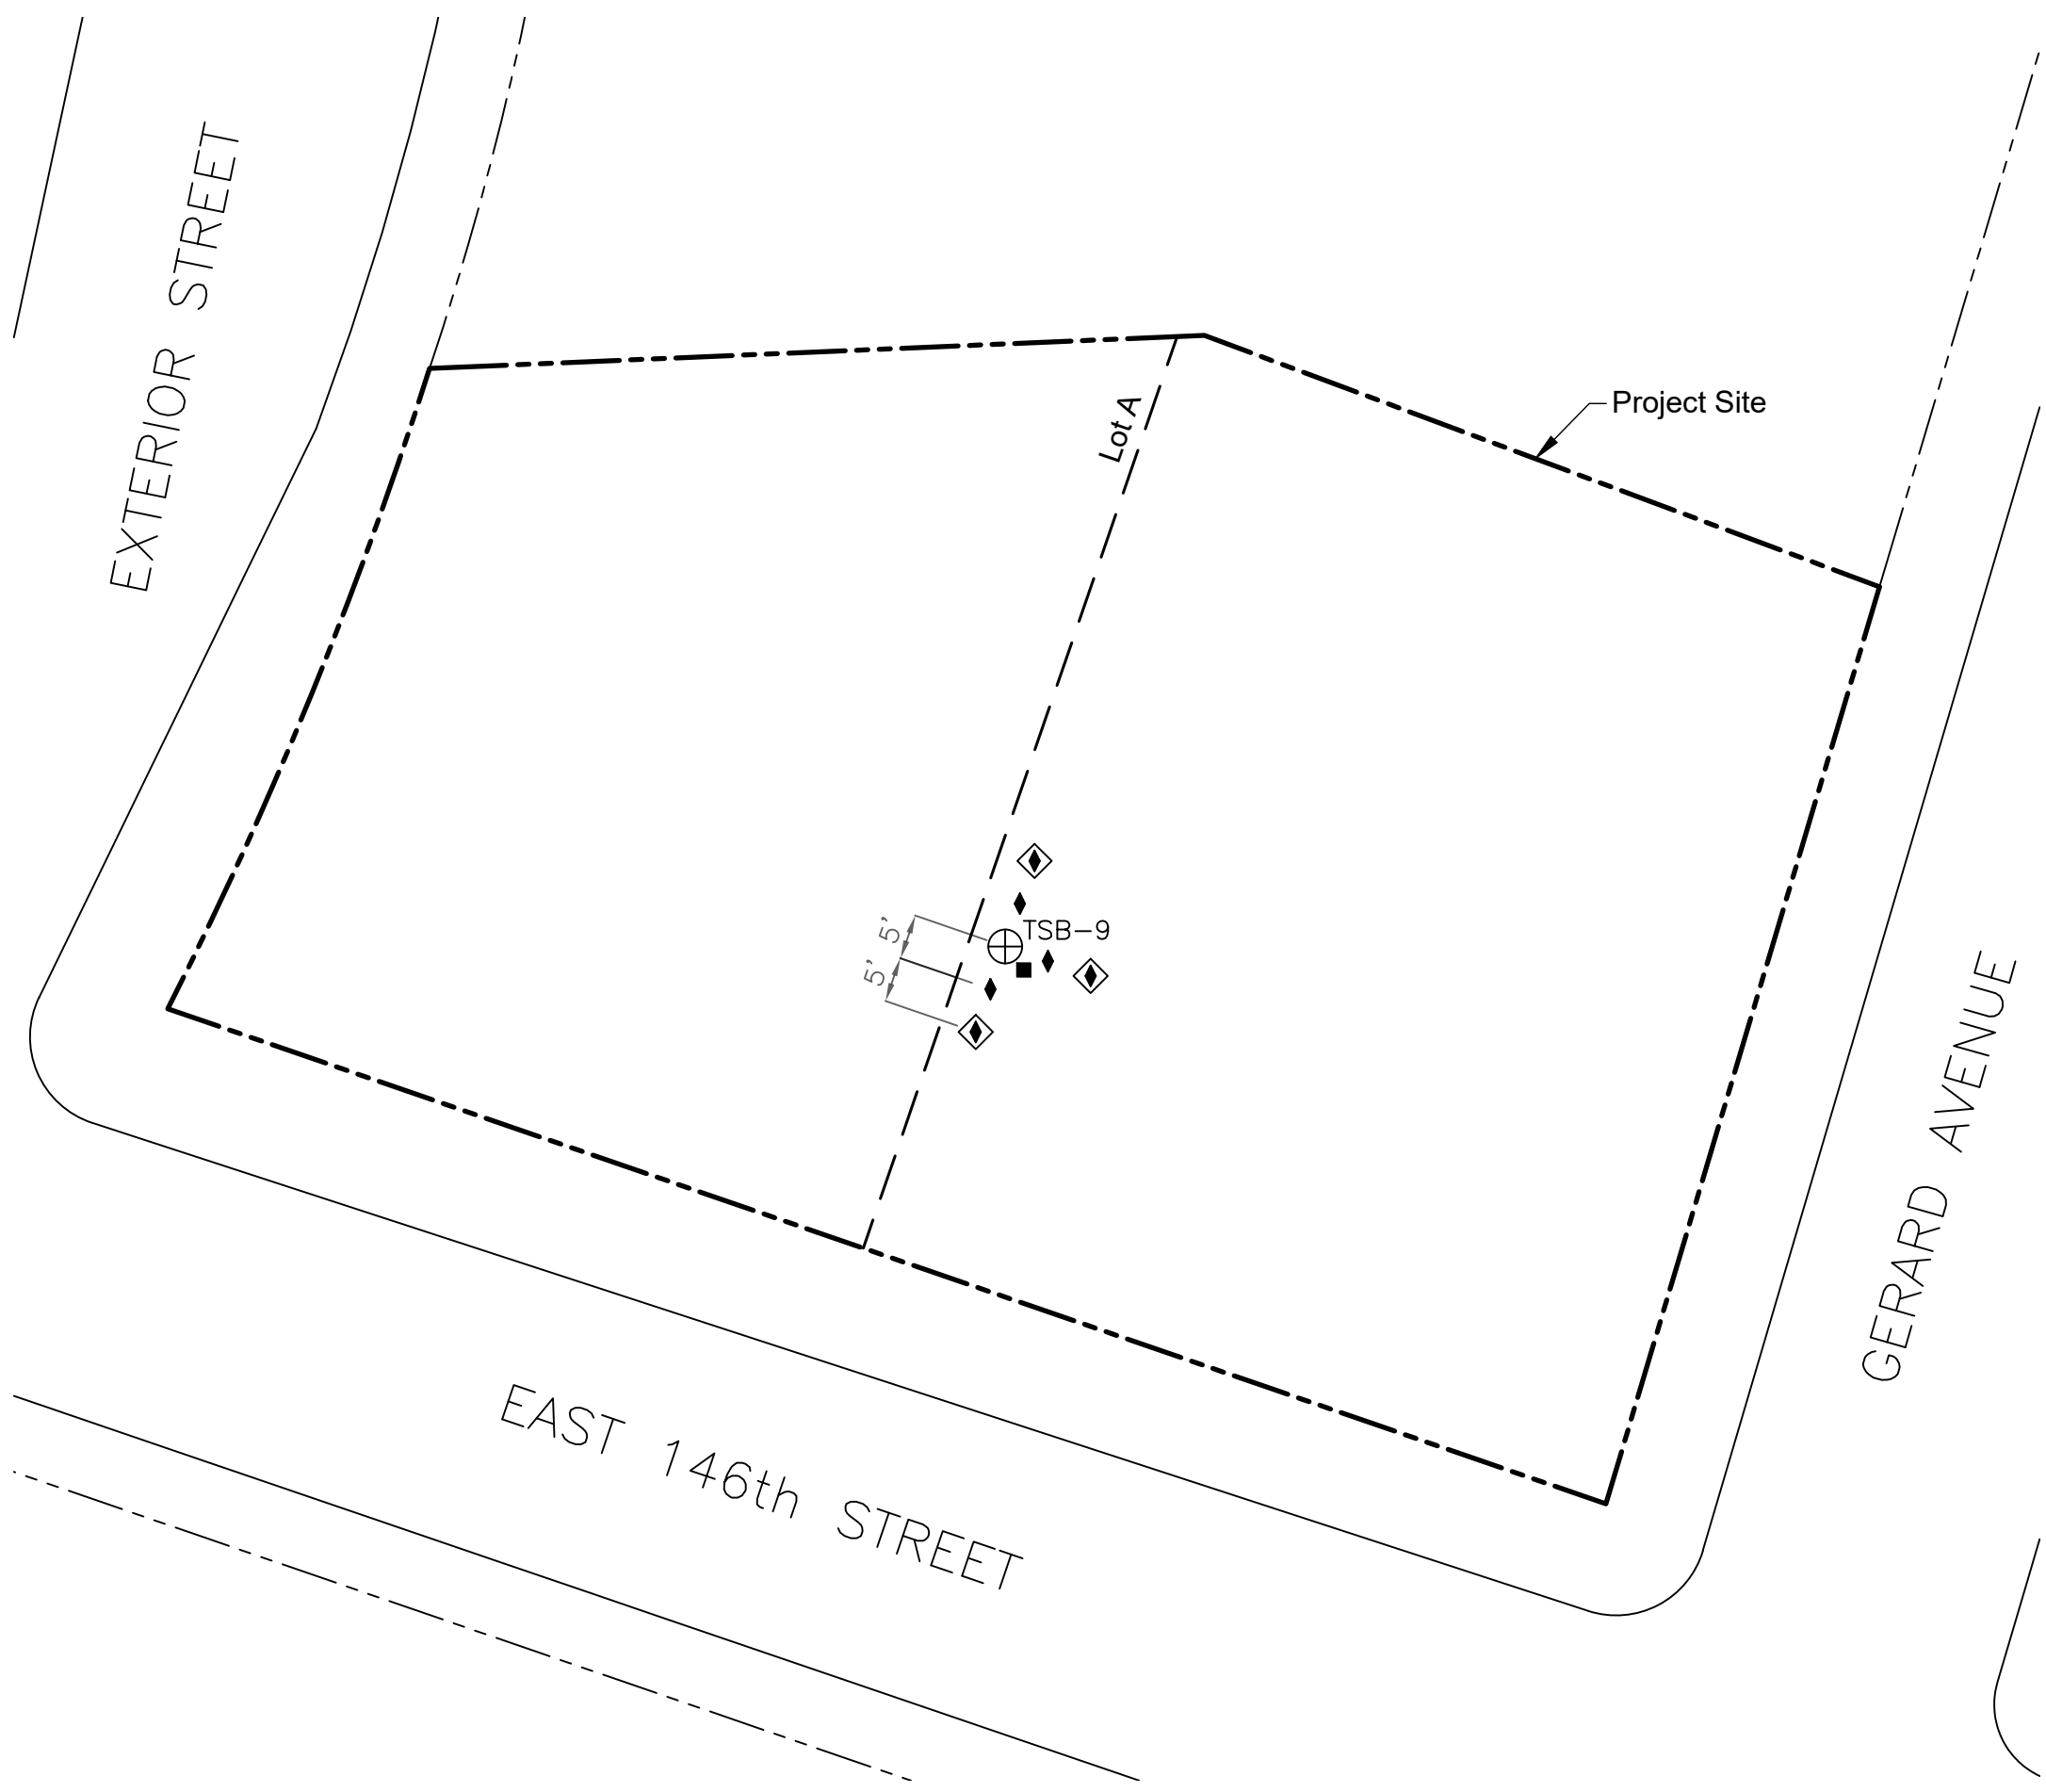 EXTERIOR STREET
Project Site
Lot A
TSB-9
5'
5'
GERARD AVENUE
EAST 146th STREET